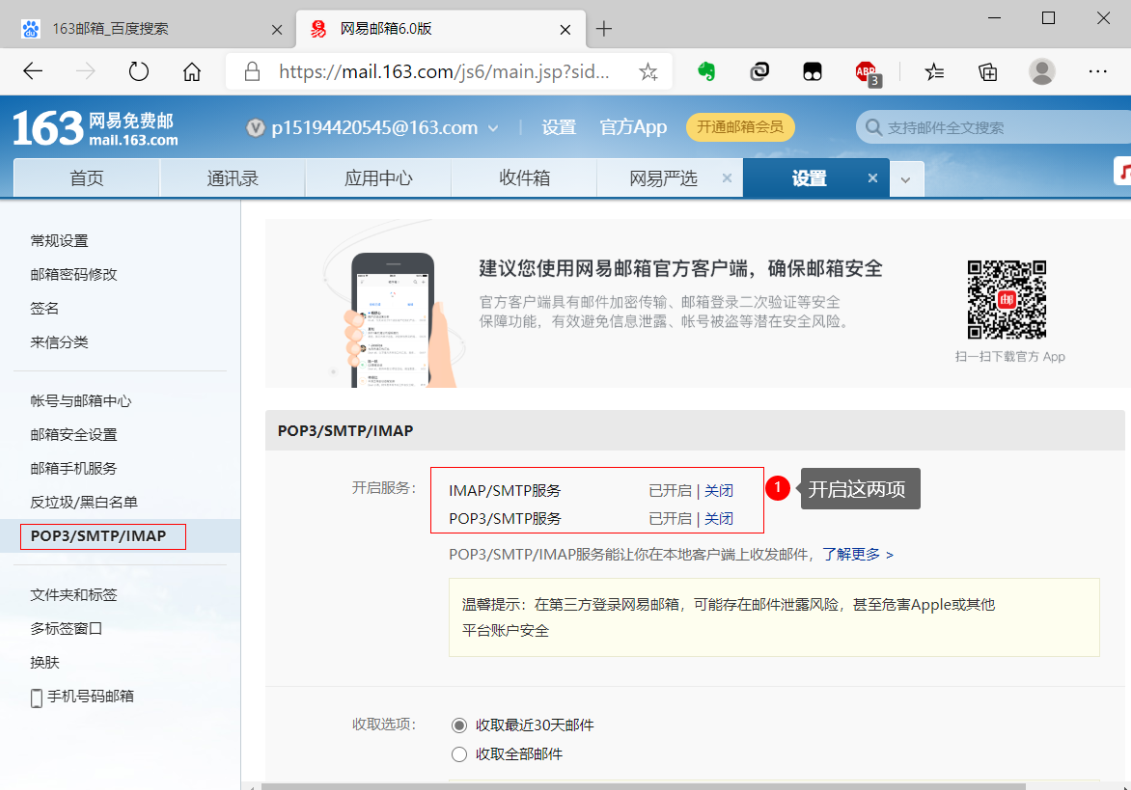 163邮箱_百度搜索
网易邮箱6.0版
https://mail.163.com/js6/main.jsp?sid...
ABP
3
163 网易免费邮
mail.163.com
p15194420545@163.com
设置
官方App
开通邮箱会员
支持邮件全文搜索
首页
通讯录
应用中心
收件箱
网易严选
设置
常规设置
邮箱密码修改
签名
来信分类
帐号与邮箱中心
邮箱安全设置
邮箱手机服务
反垃圾/黑白名单
POP3/SMTP/IMAP
文件夹和标签
多标签窗口
换肤
手机号码邮箱
建议您使用网易邮箱官方客户端，确保邮箱安全
官方客户端具有邮件加密传输、邮箱登录二次验证等安全
保障功能，有效避免信息泄露、帐号被盗等潜在安全风险。
扫一扫下载官方 App
POP3/SMTP/IMAP
开启服务：
IMAP/SMTP服务 已开启 | 关闭
POP3/SMTP服务 已开启 | 关闭
1
开启这两项
POP3/SMTP/IMAP服务能让你在本地客户端上收发邮件，了解更多 >
温馨提示：在第三方登录网易邮箱，可能存在邮件泄露风险，甚至危害Apple或其他
平台账户安全
收取选项：
收取最近30天邮件
收取全部邮件